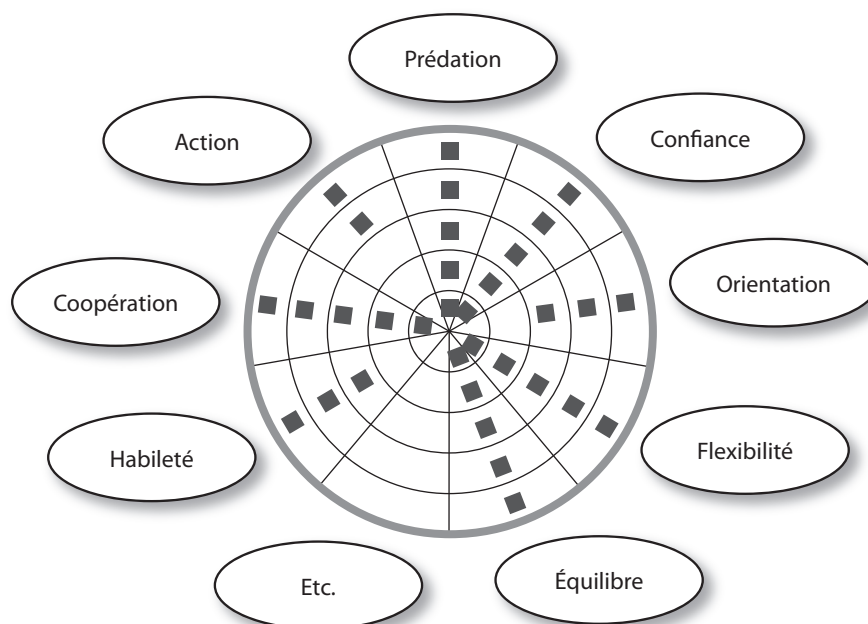 Prédation
Action
Confiance
Coopération
Orientation
Habileté
Flexibilité
Etc.
Équilibre